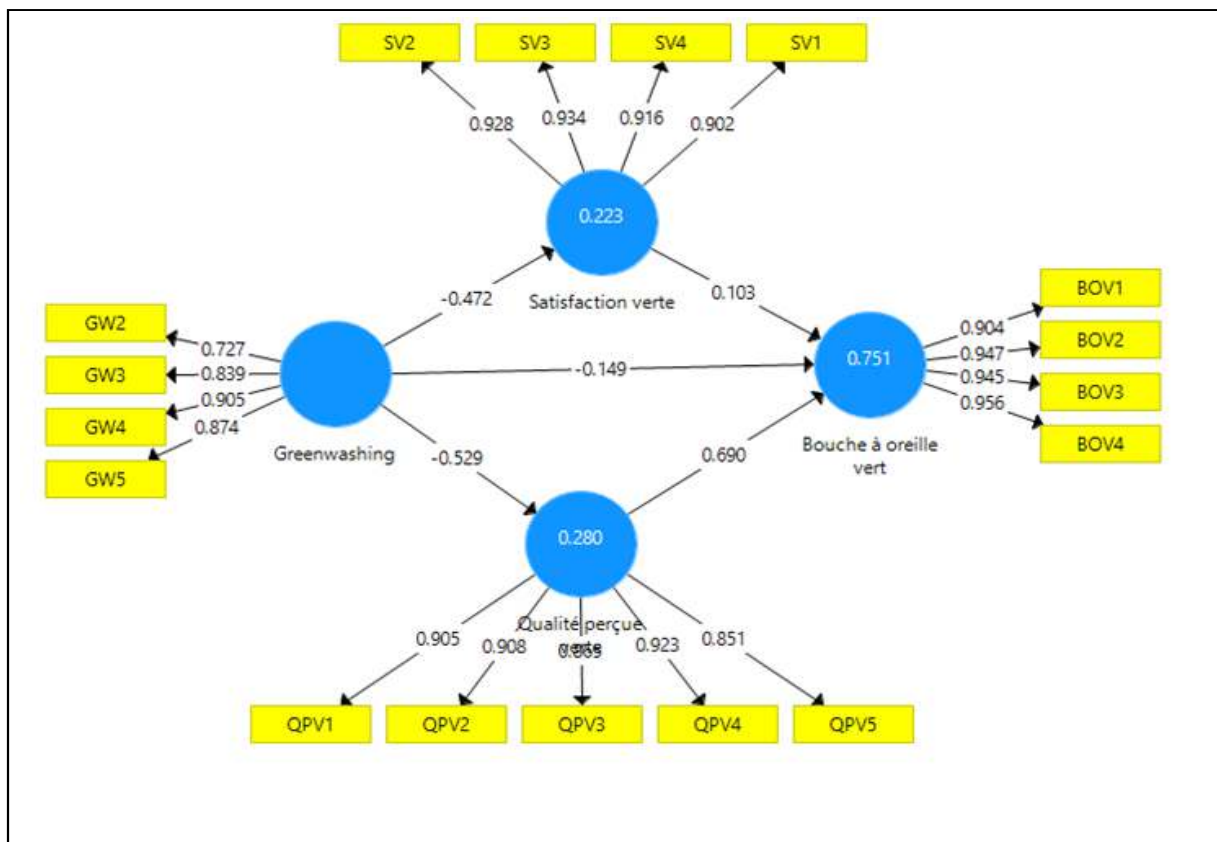 SV2 SV3 SV4 SV1
0.928 0.934 0.916 0.902
0.223
Satisfaction verte
-0.472 0.103
GW2
GW3
GW4
GW5
0.727
0.839
0.905
0.874
Greenwashing
-0.149
0.751
Bouche à oreille
vert
0.904
0.947
0.945
0.956
BOV1
BOV2
BOV3
BOV4
-0.529 0.690
0.280
Qualité perçue
verte
0.905 0.908 0.923 0.851
QPV1 QPV2 QPV3 QPV4 QPV5